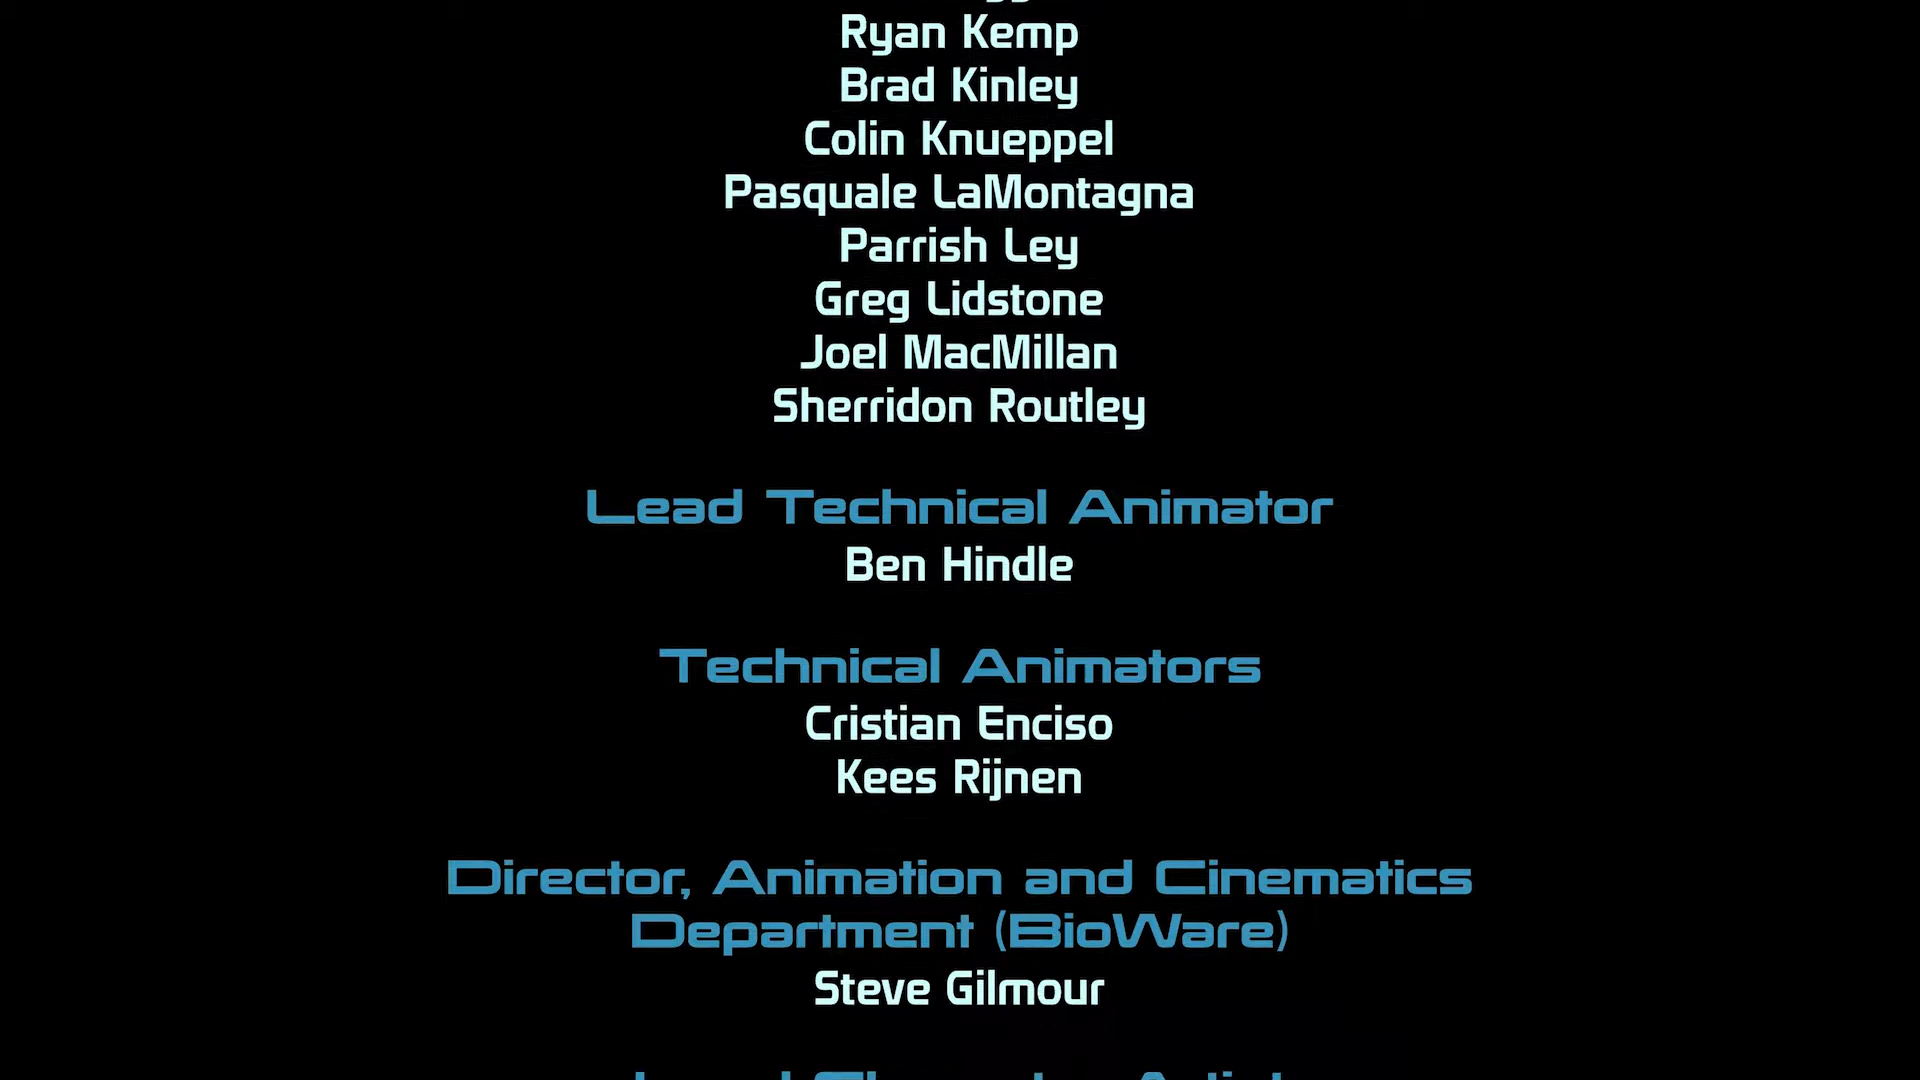 Ryan Kemp
Brad Kinley
Colin Knueppel
Pasquale LaMontagna
Parrish Ley
Greg Lidstone
Joel MacMillan
Sherridon Routley
Lead Technical Animator
Ben Hindle
Technical Animators
Cristian Enciso
Kees Rijnen
Director, Animation and Cinematics
Department (BioWare)
Steve Gilmour